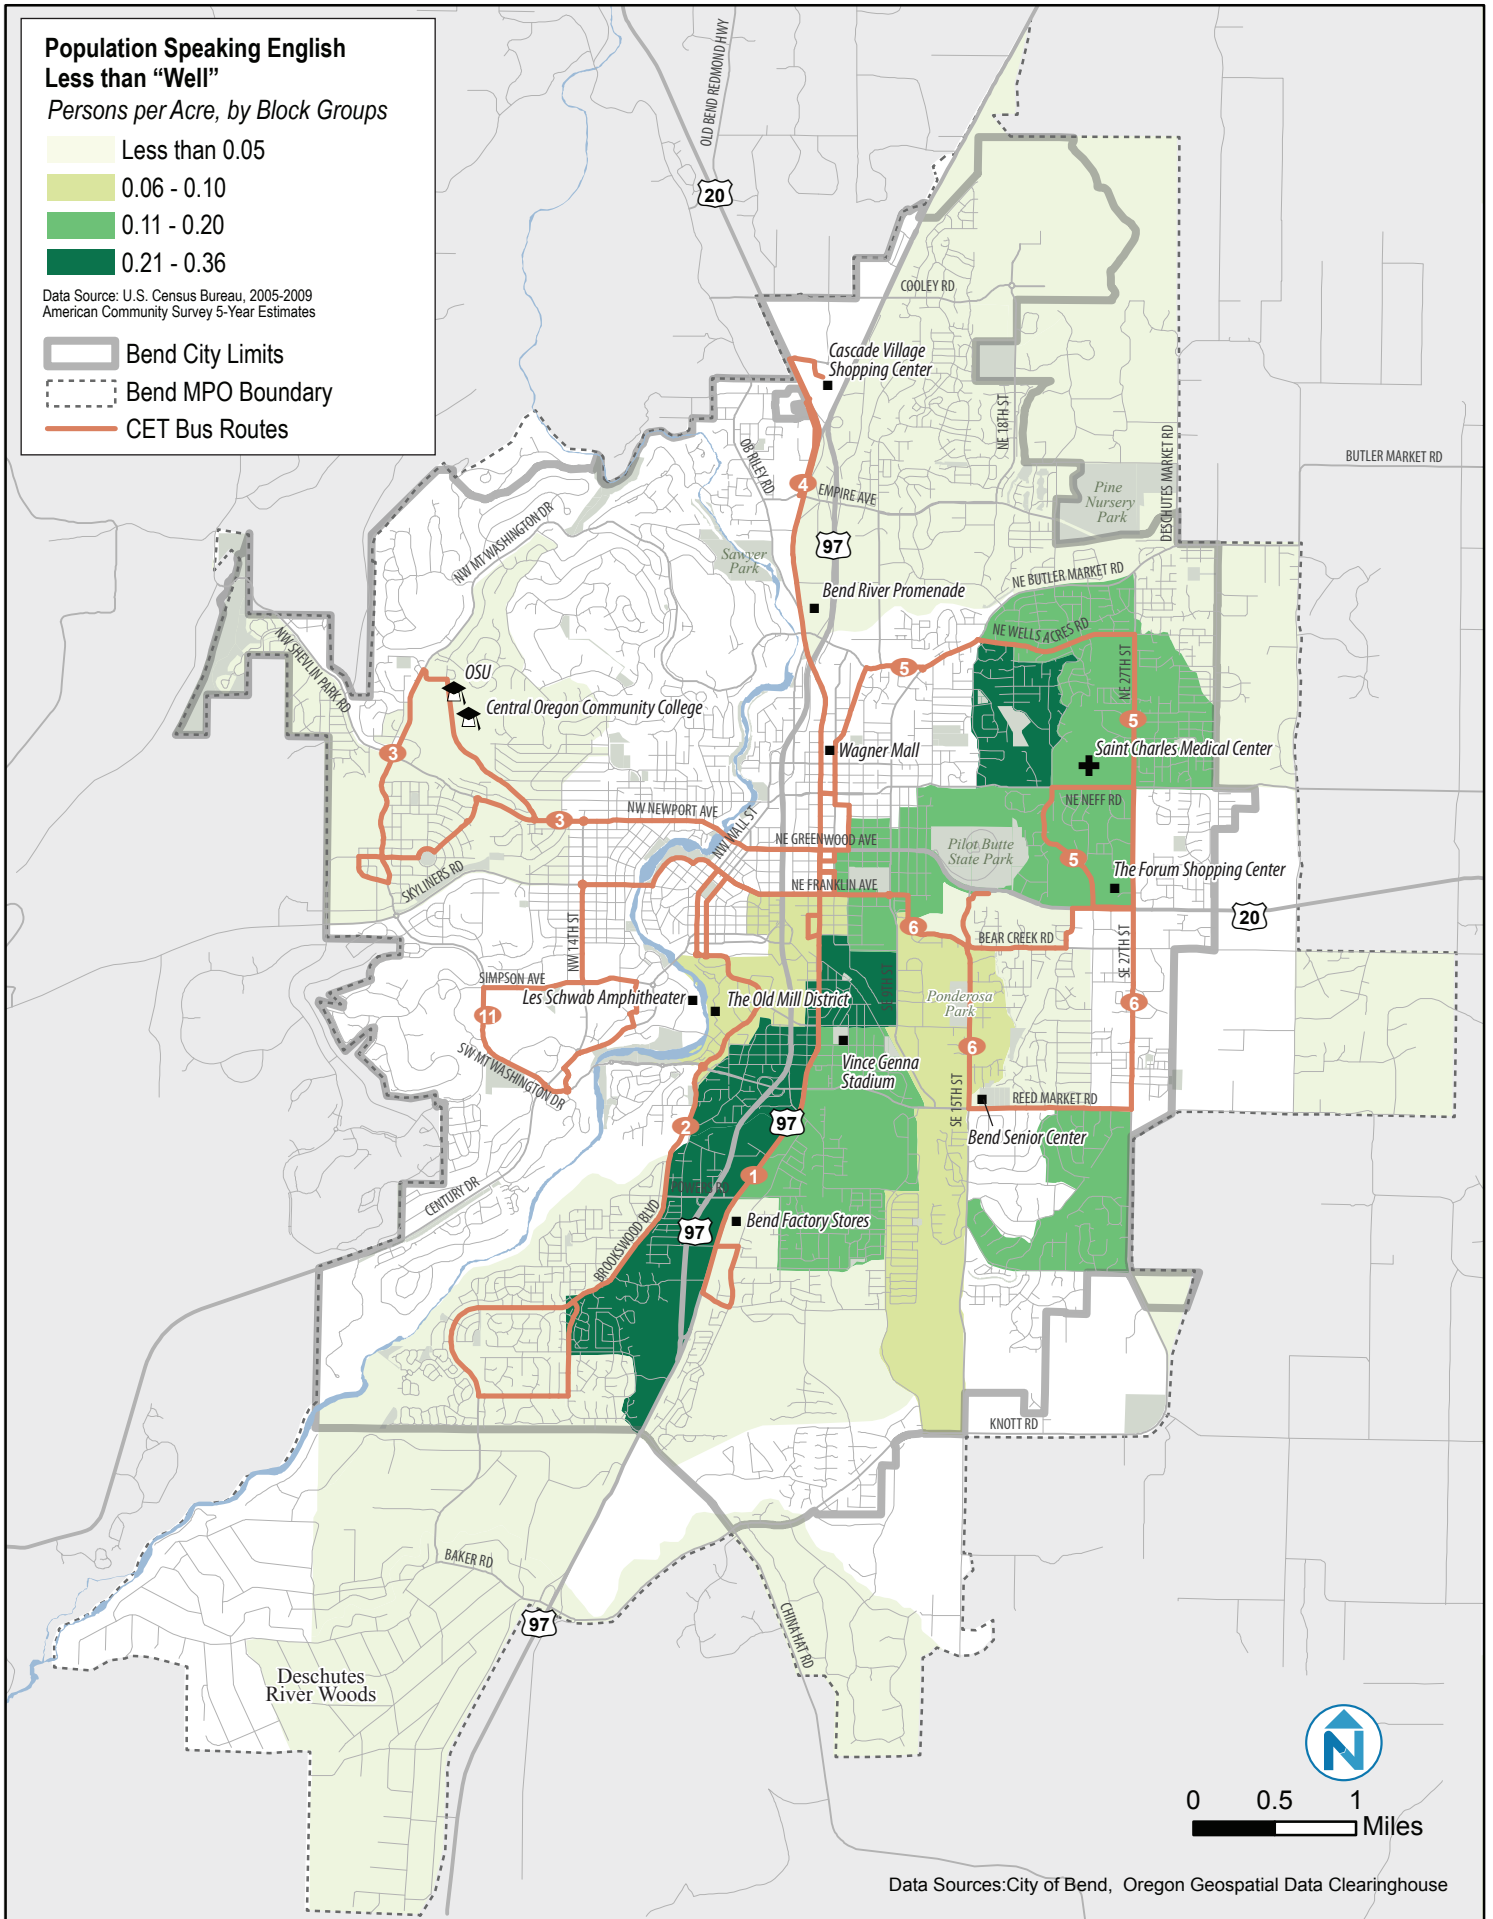 Population Speaking English
Less than “Well”
Persons per Acre, by Block Groups
Less than 0.05
0.06 - 0.10
0.11 - 0.20
0.21 - 0.36
Data Source: U.S. Census Bureau, 2005-2009
American Community Survey 5-Year Estimates
Bend City Limits
Bend MPO Boundary
CET Bus Routes
OLD BEND REDMOND HWY
20
COOLEY RD
Cascade Village
Shopping Center
NE 18TH ST
DESCHUTES MARKET RD
BUTLER MARKET RD
OB RILEY RD
4
EMPIRE AVE
Pine
Nursery
Park
NW MT WASHINGTON DR
Sawyer
Park
97
NE BUTLER MARKET RD
Bend River Promenade
NE WELLS ACRES RD
NW SHEVLIN PARK RD
OSU
5
NE 27TH ST
Central Oregon Community College
5
3
Wagner Mall
Saint Charles Medical Center
NE NEFF RD
3
NW NEWPORT AVE
NW WALL ST
NE GREENWOOD AVE
Pilot Butte
State Park
5
SKYLINERS RD
NE FRANKLIN AVE
The Forum Shopping Center
20
6
NW 14TH ST
BEAR CREEK RD
SE 27TH ST
SIMPSON AVE
SE 9TH ST
Les Schwab Amphitheater
The Old Mill District
Ponderosa
Park
6
11
6
SW MT WASHINGTON DR
Vince Genna
Stadium
SE 15TH ST
REED MARKET RD
2
97
Bend Senior Center
1
CENTURY DR
BROOKSWOOD BLVD
97
Bend Factory Stores
KNOTT RD
BAKER RD
97
CHINA HAT RD
Deschutes
River Woods
N
0 0.5 1
Miles
Data Sources:City of Bend, Oregon Geospatial Data Clearinghouse